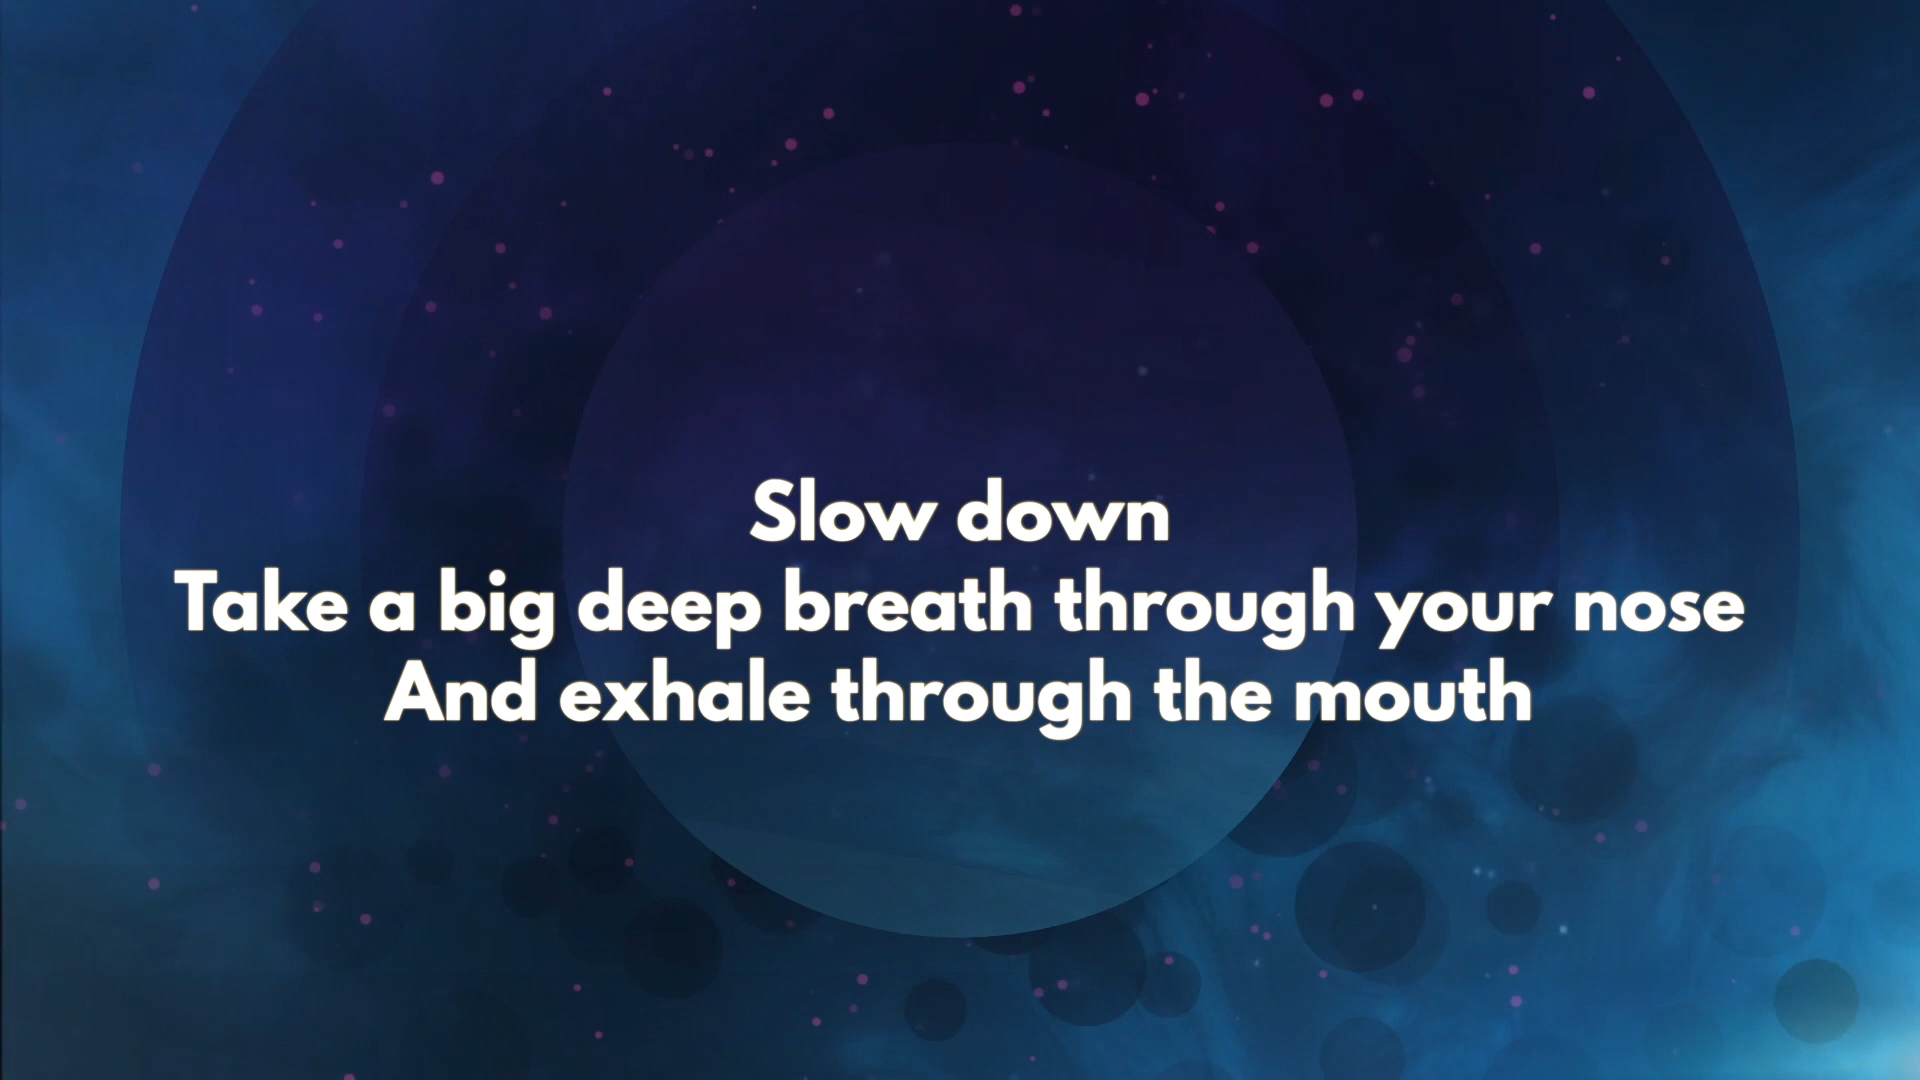 Slow down
Take a big deep breath through your nose
And exhale through the mouth